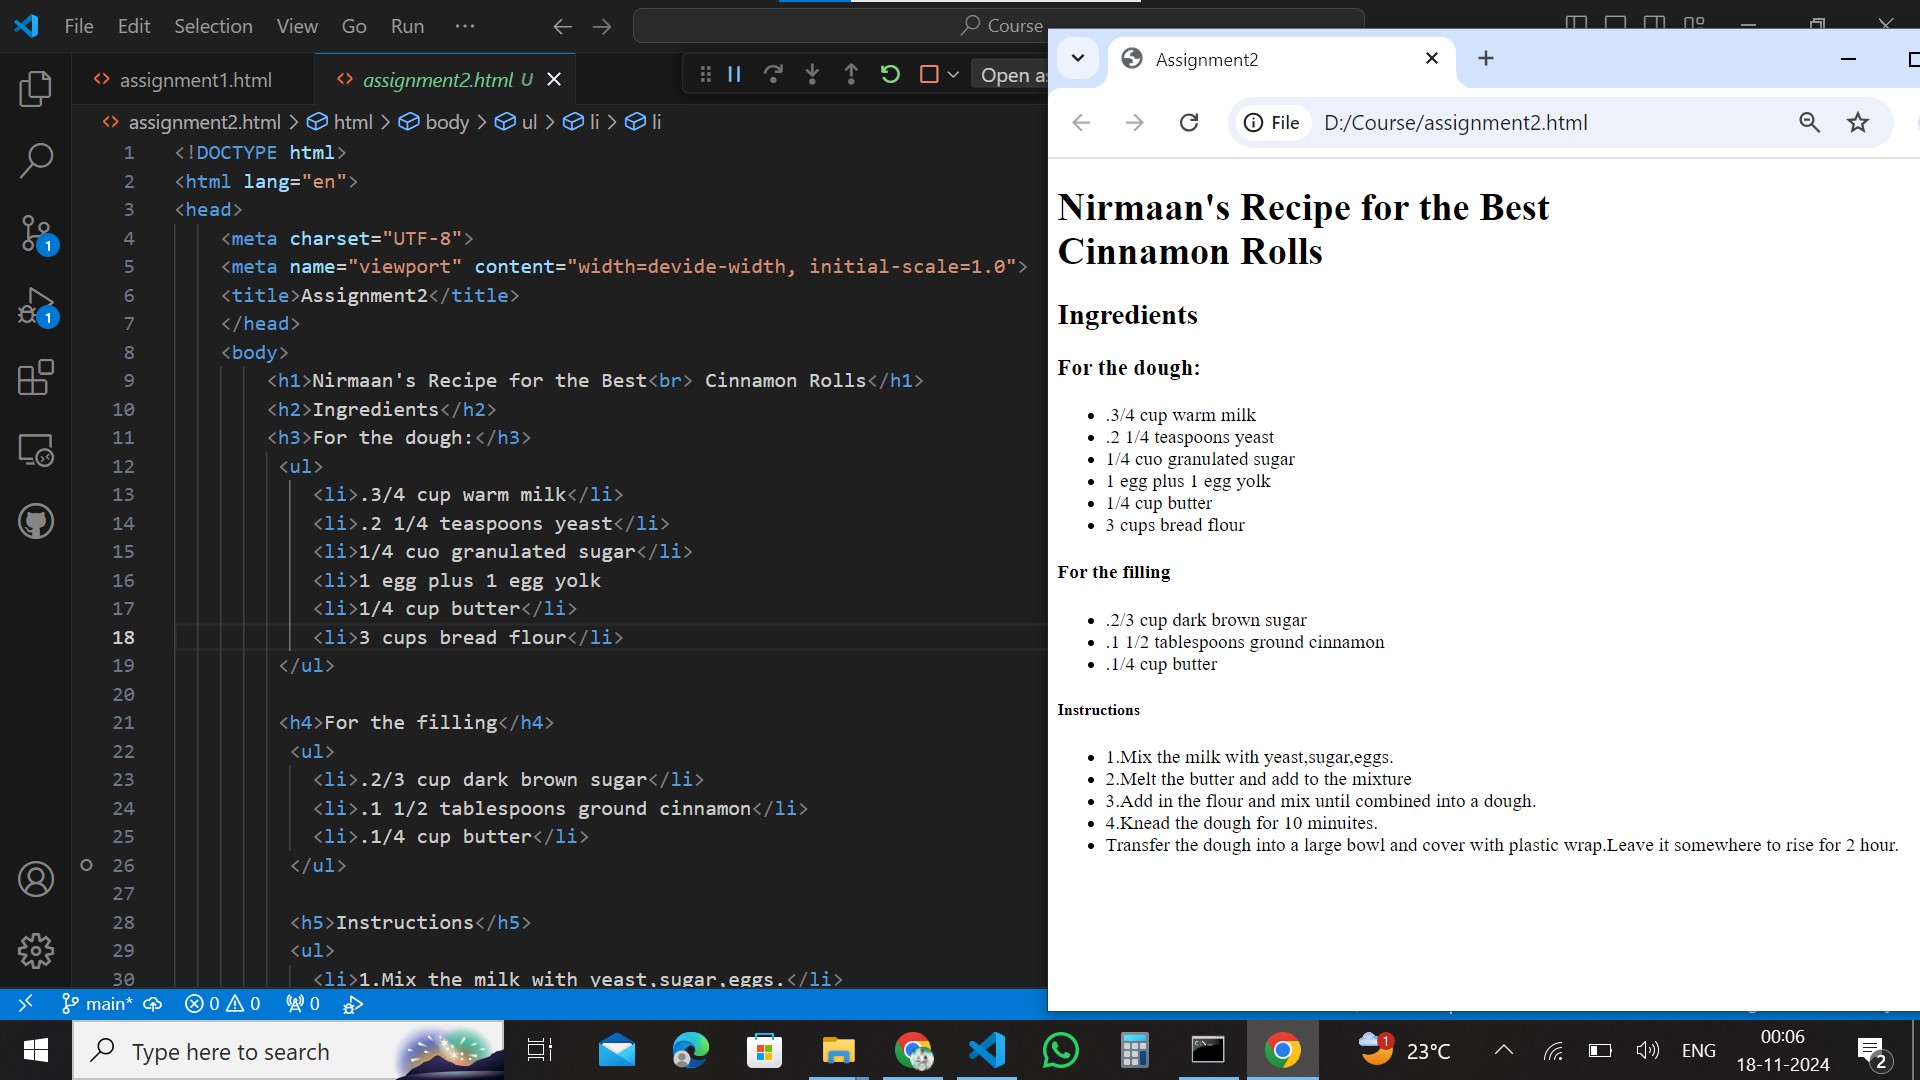 File Edit Selection View Go Run ··· Course
assignment1.html assignment2.html U Open as
assignment2.html > html > body > ul > li > li
1 <!DOCTYPE html>
2 <html lang="en">
3 <head>
4 <meta charset="UTF-8">
5 <meta name="viewport" content="width=devide-width, initial-scale=1.0">
6 <title>Assignment2</title>
7 </head>
8 <body>
9 <h1>Nirmaan's Recipe for the Best<br> Cinnamon Rolls</h1>
10 <h2>Ingredients</h2>
11 <h3>For the dough:</h3>
12 <ul>
13 <li>.3/4 cup warm milk</li>
14 <li>.2 1/4 teaspoons yeast</li>
15 <li>1/4 cuo granulated sugar</li>
16 <li>1 egg plus 1 egg yolk
17 <li>1/4 cup butter</li>
18 <li>3 cups bread flour</li>
19 </ul>
20
21 <h4>For the filling</h4>
22 <ul>
23 <li>.2/3 cup dark brown sugar</li>
24 <li>.1 1/2 tablespoons ground cinnamon</li>
25 <li>.1/4 cup butter</li>
26 </ul>
27
28 <h5>Instructions</h5>
29 <ul>
30 <li>1.Mix the milk with yeast,sugar,eggs.</li>
1
1
main* 0 0 0
Assignment2
File D:/Course/assignment2.html
Nirmaan's Recipe for the Best
Cinnamon Rolls
Ingredients
For the dough:
• .3/4 cup warm milk
• .2 1/4 teaspoons yeast
• 1/4 cuo granulated sugar
• 1 egg plus 1 egg yolk
• 1/4 cup butter
• 3 cups bread flour
For the filling
• .2/3 cup dark brown sugar
• .1 1/2 tablespoons ground cinnamon
• .1/4 cup butter
Instructions
• 1.Mix the milk with yeast,sugar,eggs.
• 2.Melt the butter and add to the mixture
• 3.Add in the flour and mix until combined into a dough.
• 4.Knead the dough for 10 minuites.
• Transfer the dough into a large bowl and cover with plastic wrap.Leave it somewhere to rise for 2 hour.
Type here to search
1 23°C ENG 00:06
18-11-2024 2